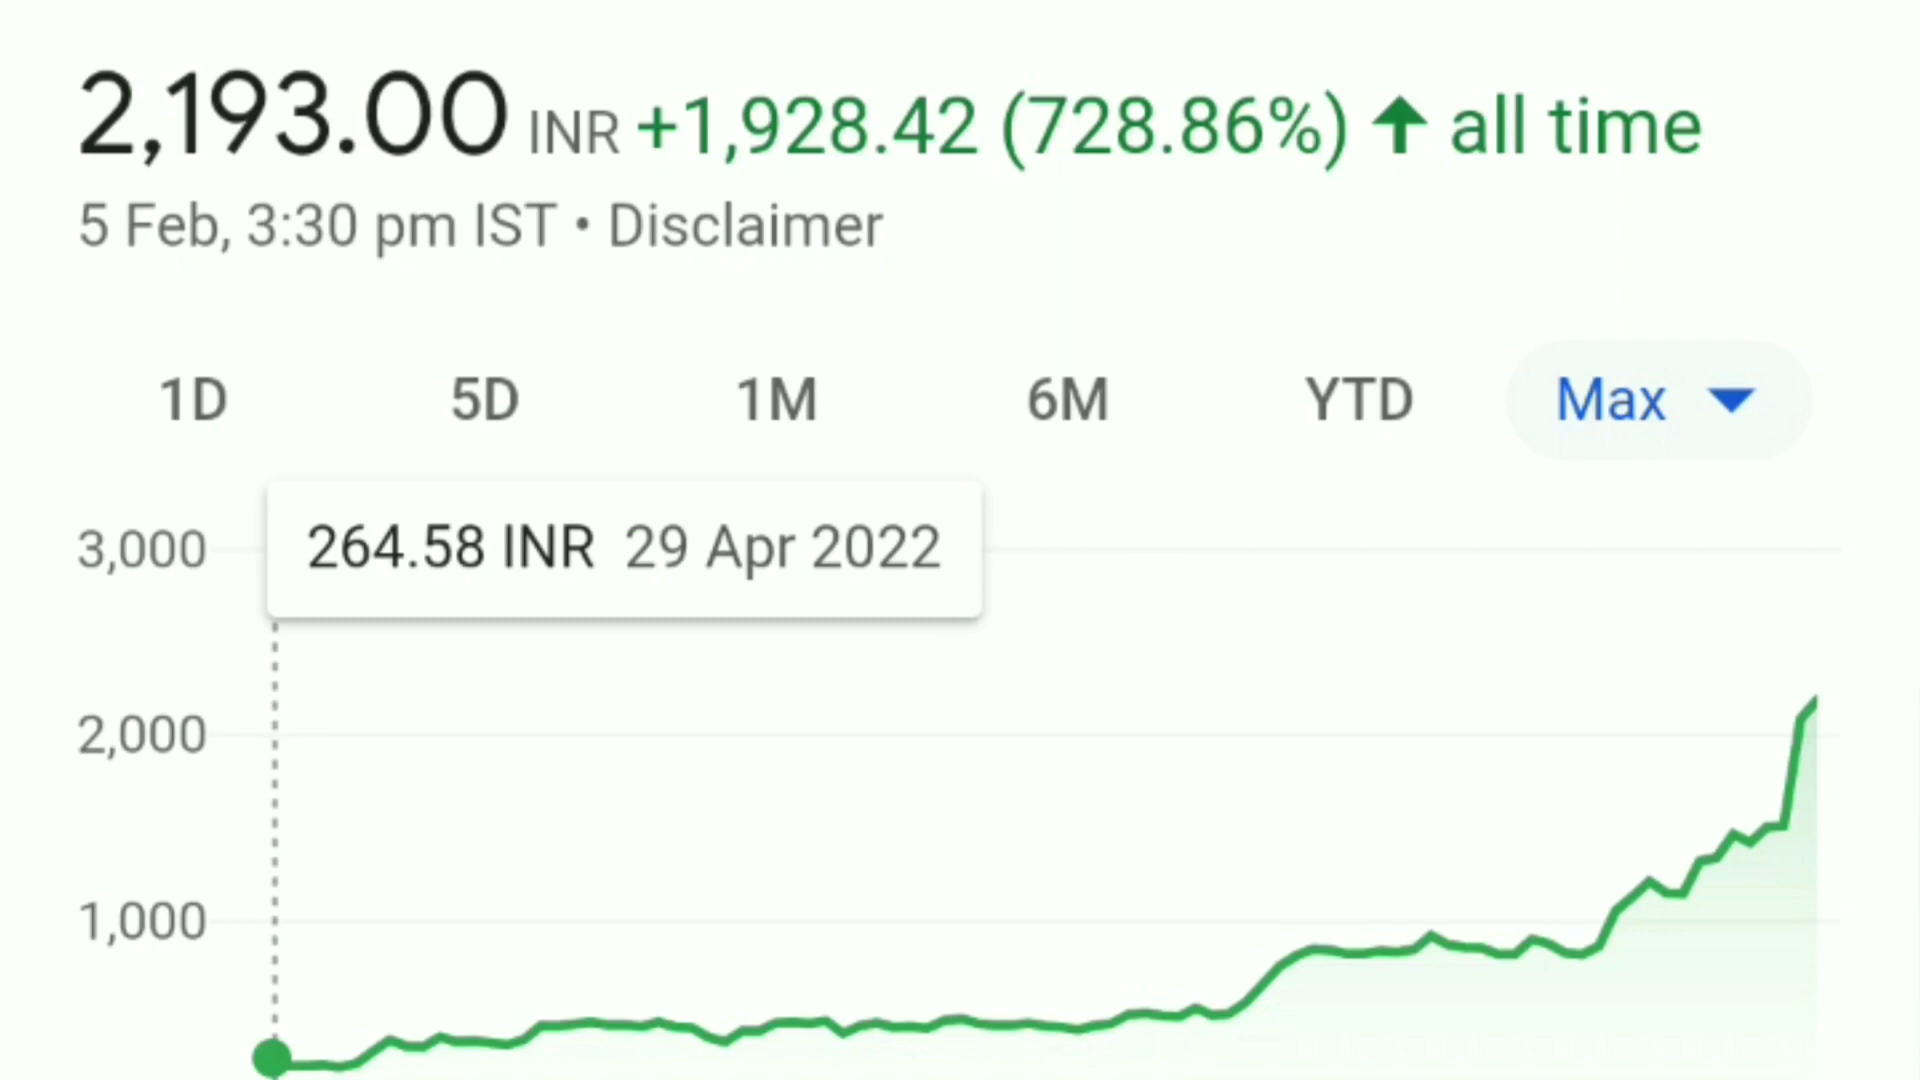 2,193.00 INR +1,928.42 (728.86%) ↑ all time
5 Feb, 3:30 pm IST • Disclaimer
1D 5D 1M 6M YTD Max
3,000
264.58 INR 29 Apr 2022
2,000
1,000